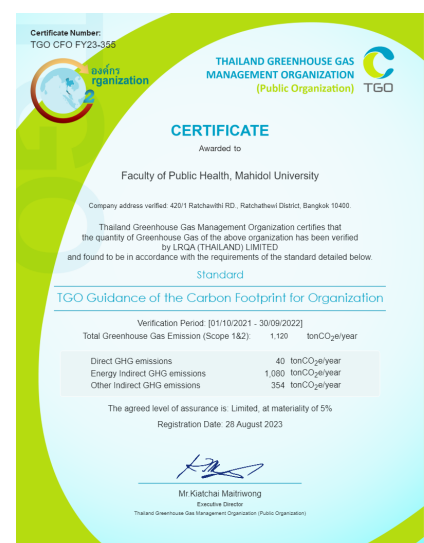 Certificate Number:
TGO CFO FY23-355
องค์กร
rganization
2
THAILAND GREENHOUSE GAS
MANAGEMENT ORGANIZATION
(Public Organization)
TGO
CERTIFICATE
Awarded to
Faculty of Public Health, Mahidol University
Company address verified: 420/1 Ratchawithi RD., Ratchathewi District, Bangkok 10400.
Thailand Greenhouse Gas Management Organization certifies that
the quantity of Greenhouse Gas of the above organization has been verified
by LRQA (THAILAND) LIMITED
and found to be in accordance with the requirements of the standard detailed below.
Standard
TGO Guidance of the Carbon Footprint for Organization
Verification Period: [01/10/2021 - 30/09/2022]
Total Greenhouse Gas Emission (Scope 1&2): 1,120 tonCO₂e/year
Direct GHG emissions 40 tonCO₂e/year
Energy Indirect GHG emissions 1,080 tonCO₂e/year
Other Indirect GHG emissions 354 tonCO₂e/year
The agreed level of assurance is: Limited, at materiality of 5%
Registration Date: 28 August 2023
Mr.Kiatchai Maitriwong
Executive Director
Thailand Greenhouse Gas Management Organization (Public Organization)